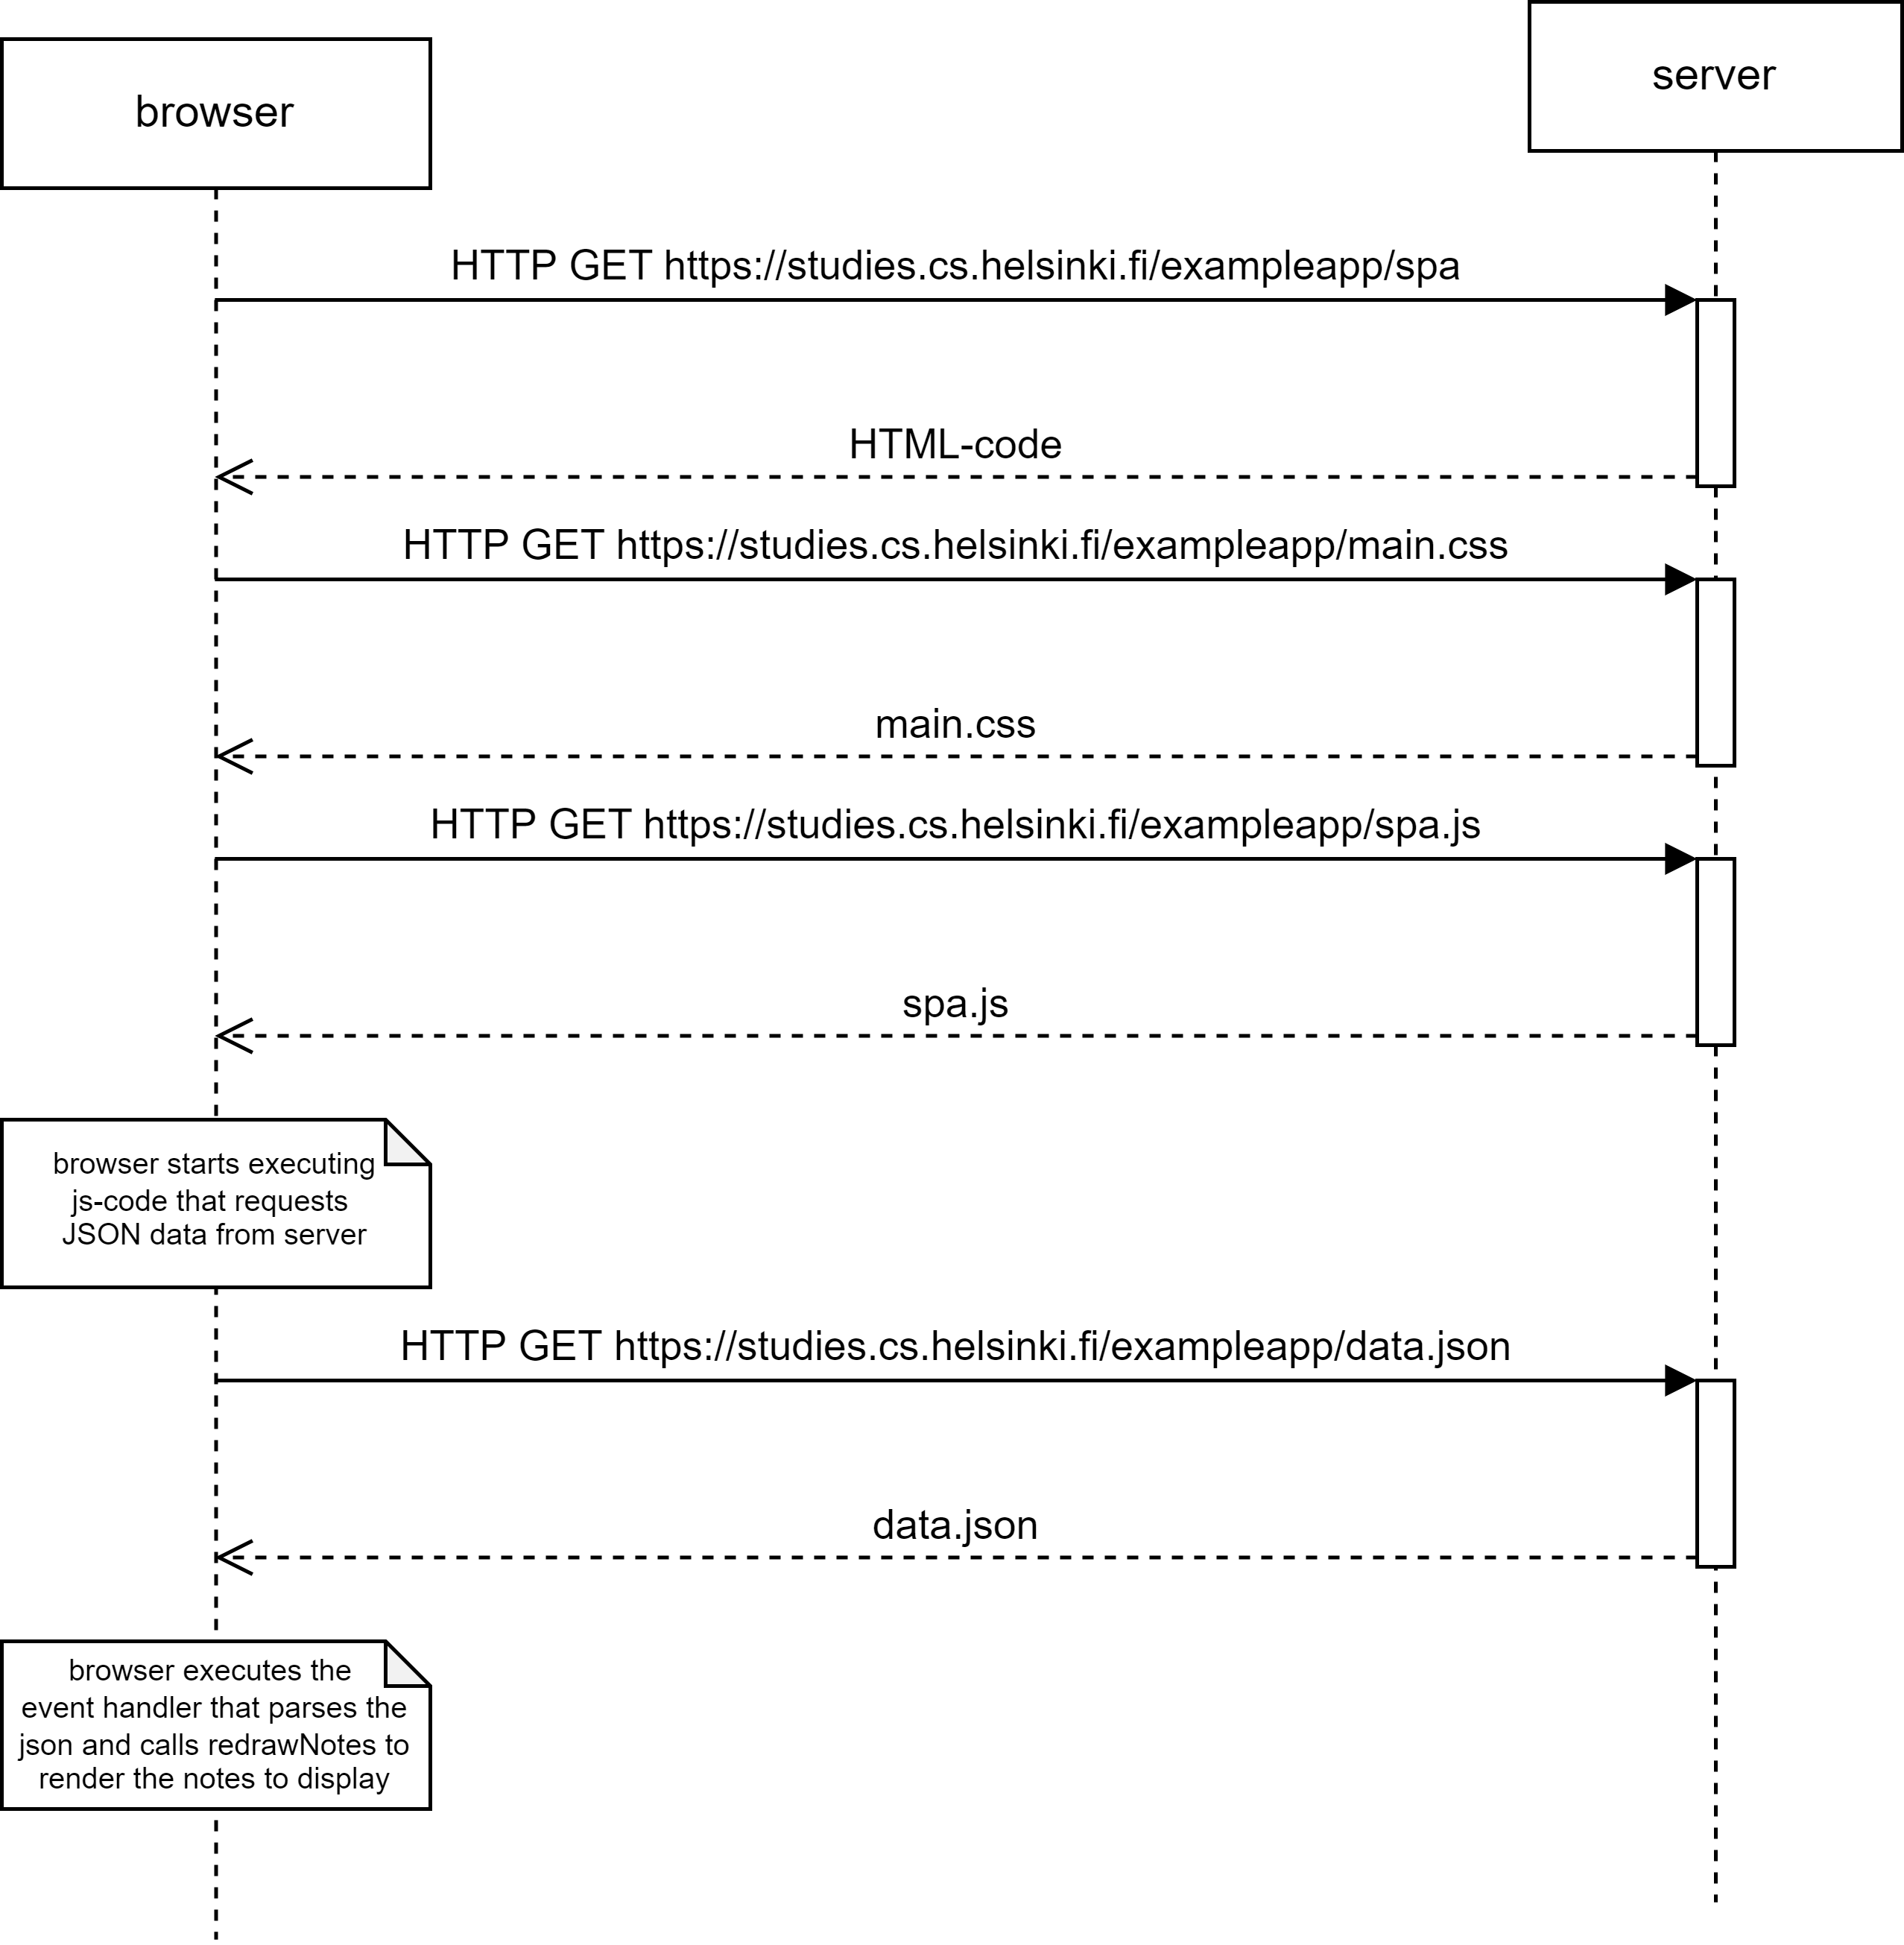 server
browser
HTTP GET https://studies.cs.helsinki.fi/exampleapp/spa
HTML-code
HTTP GET https://studies.cs.helsinki.fi/exampleapp/main.css
main.css
HTTP GET https://studies.cs.helsinki.fi/exampleapp/spa.js
spa.js
browser starts executing
js-code that requests
JSON data from server
HTTP GET https://studies.cs.helsinki.fi/exampleapp/data.json
data.json
browser executes the
event handler that parses the
json and calls redrawNotes to
render the notes to display